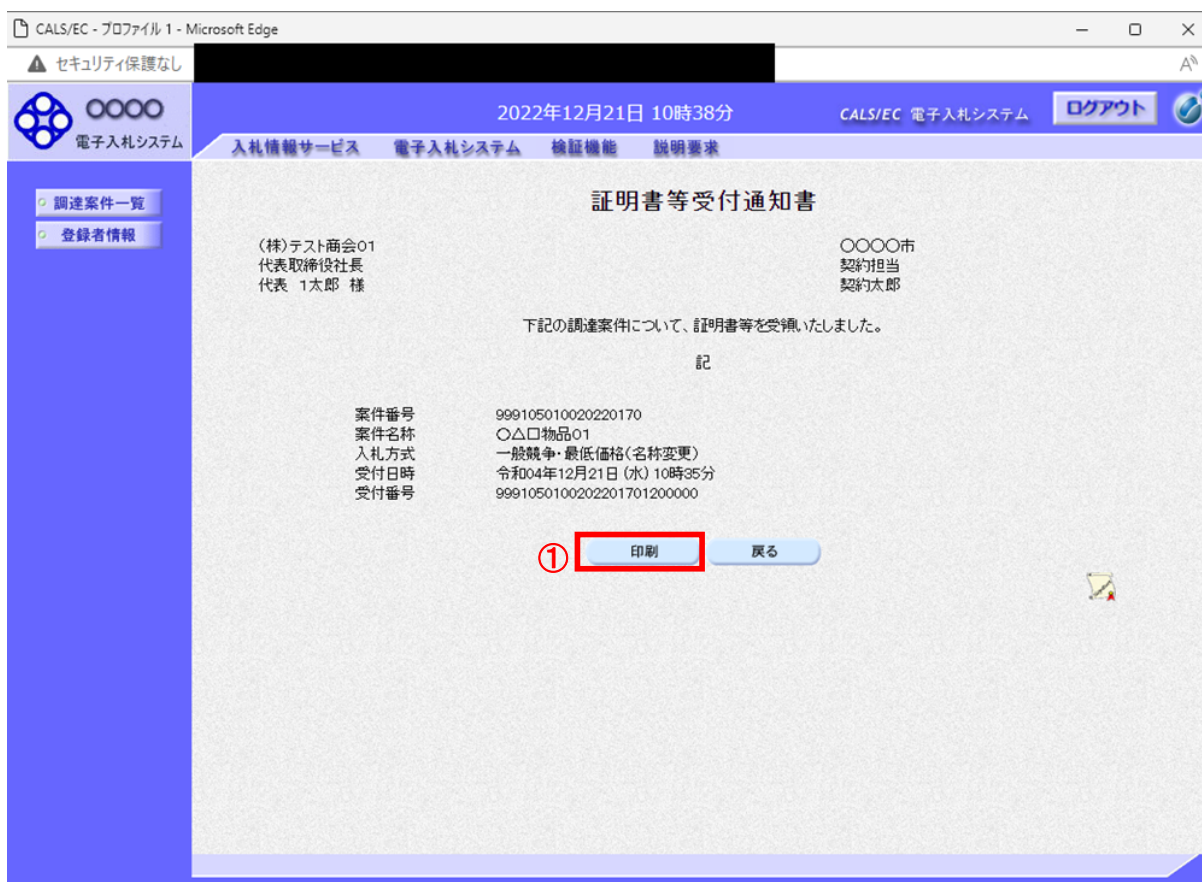 CALS/EC - プロファイル 1 - Microsoft Edge
セキュリティ保護なし
〇〇〇〇
電子入札システム
2022年12月21日 10時38分
CALS/EC 電子入札システム
ログアウト
入札情報サービス 電子入札システム 検証機能 説明要求
調達案件一覧
登録者情報
証明書等受付通知書
(株)テスト商会01
代表取締役社長
代表 1太郎 様
〇〇〇〇市
契約担当
契約太郎
下記の調達案件について、証明書等を受領いたしました。
記
案件番号 999105010020220170
案件名称 〇△□物品01
入札方式 一般競争・最低価格(名称変更)
受付日時 令和04年12月21日(水) 10時35分
受付番号 9991050100202201701200000
① 印刷 戻る